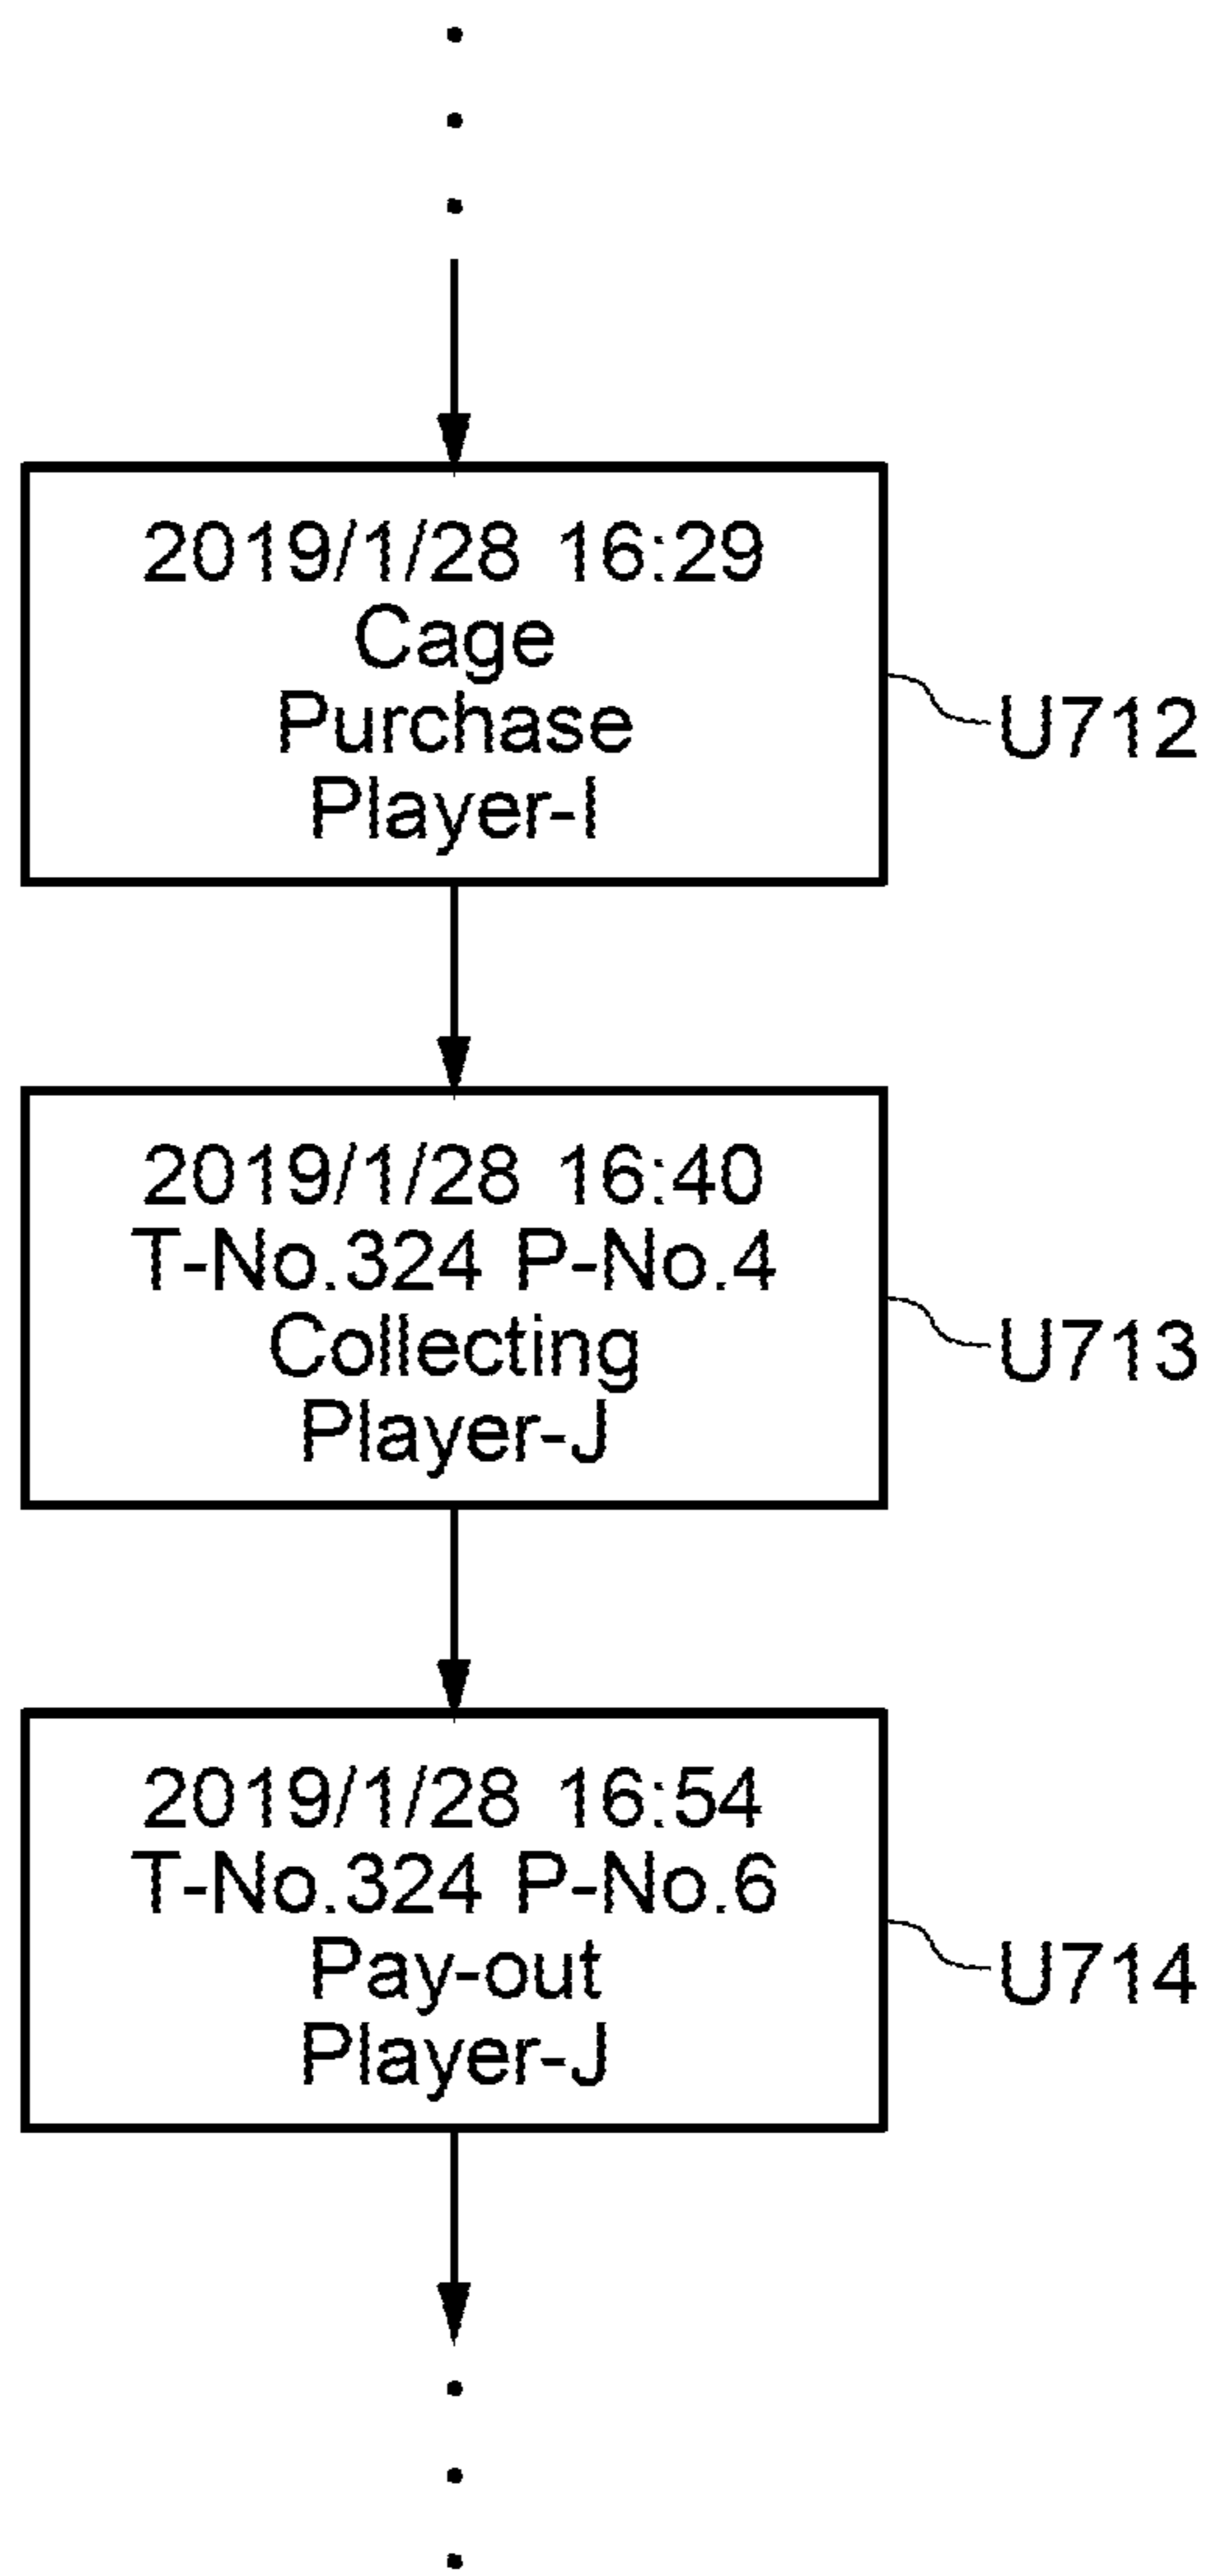 2019/1/28 16:29
Cage
Purchase
Player-I
U712
2019/1/28 16:40
T-No.324 P-No.4
Collecting
Player-J
U713
2019/1/28 16:54
T-No.324 P-No.6
Pay-out
Player-J
U714